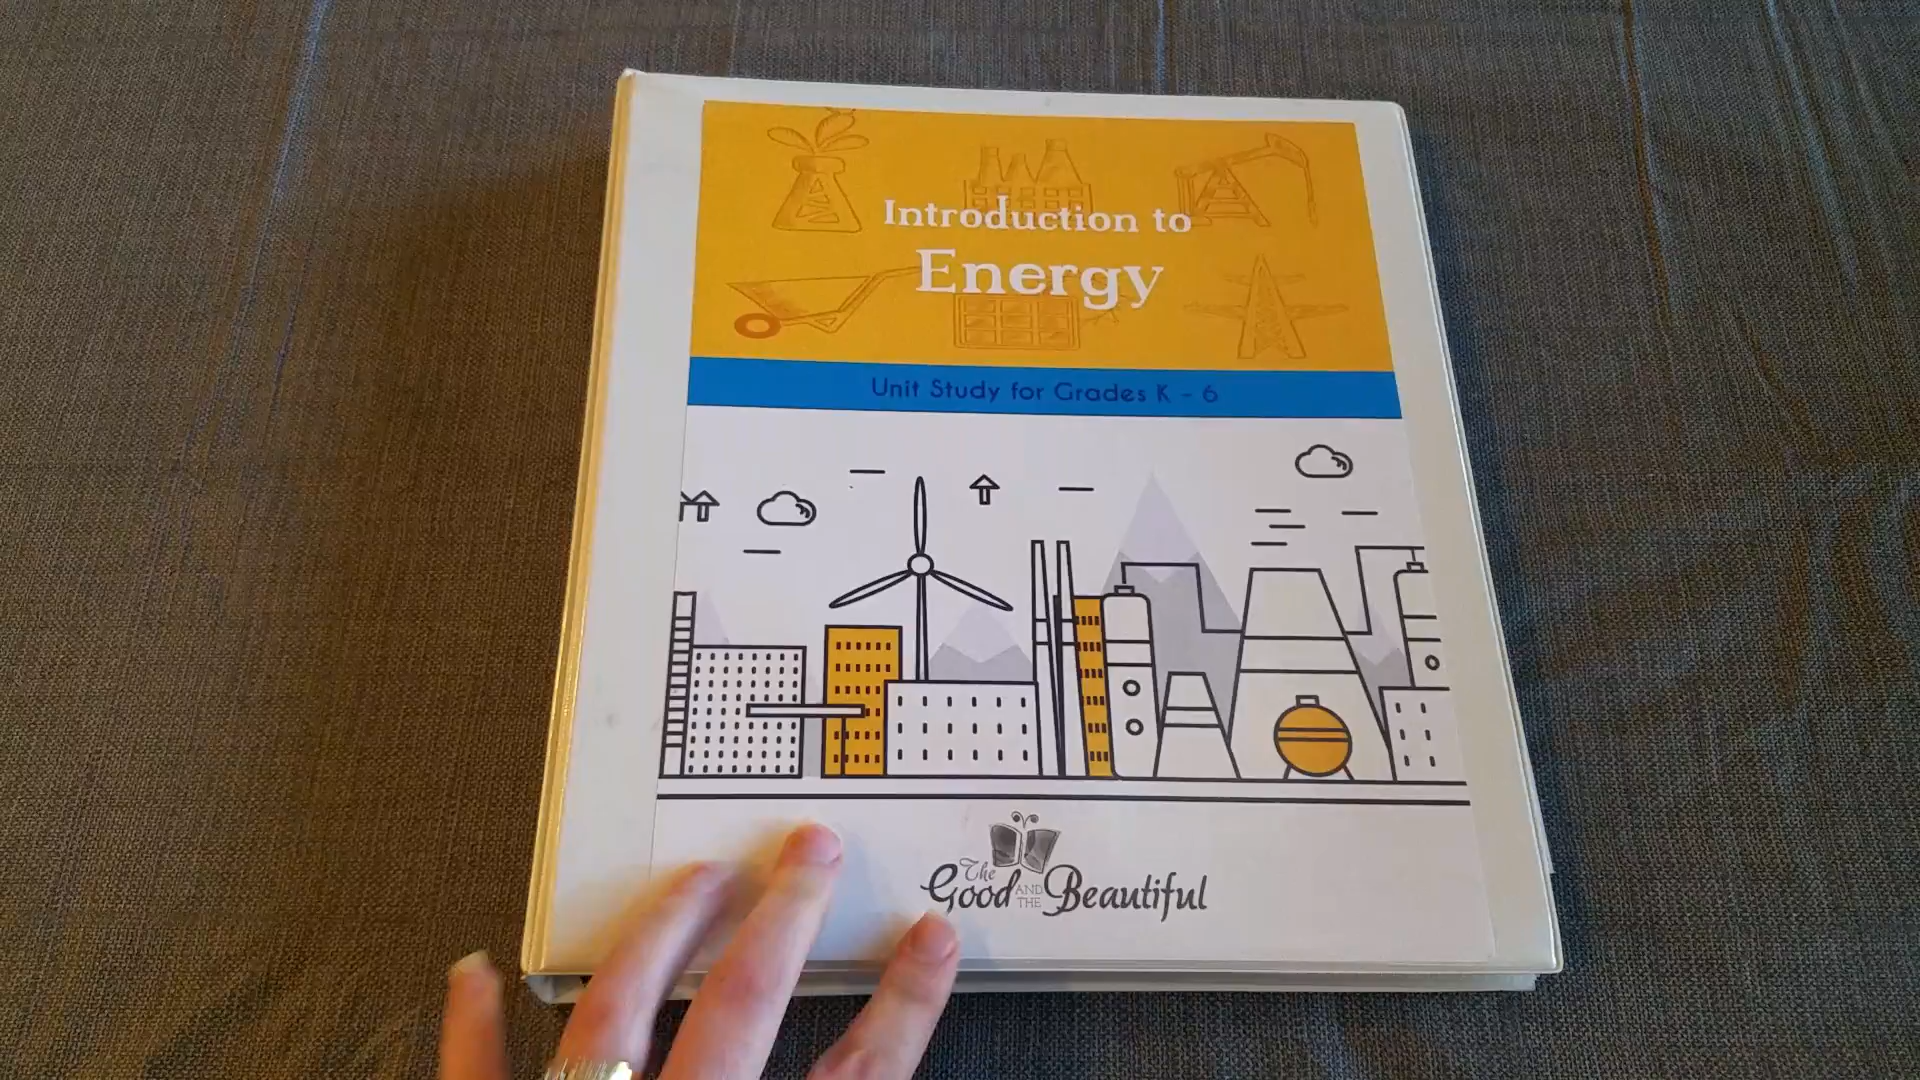 Introduction to
Energy
Unit Study for Grades K - 6
The
Good AND THE Beautiful